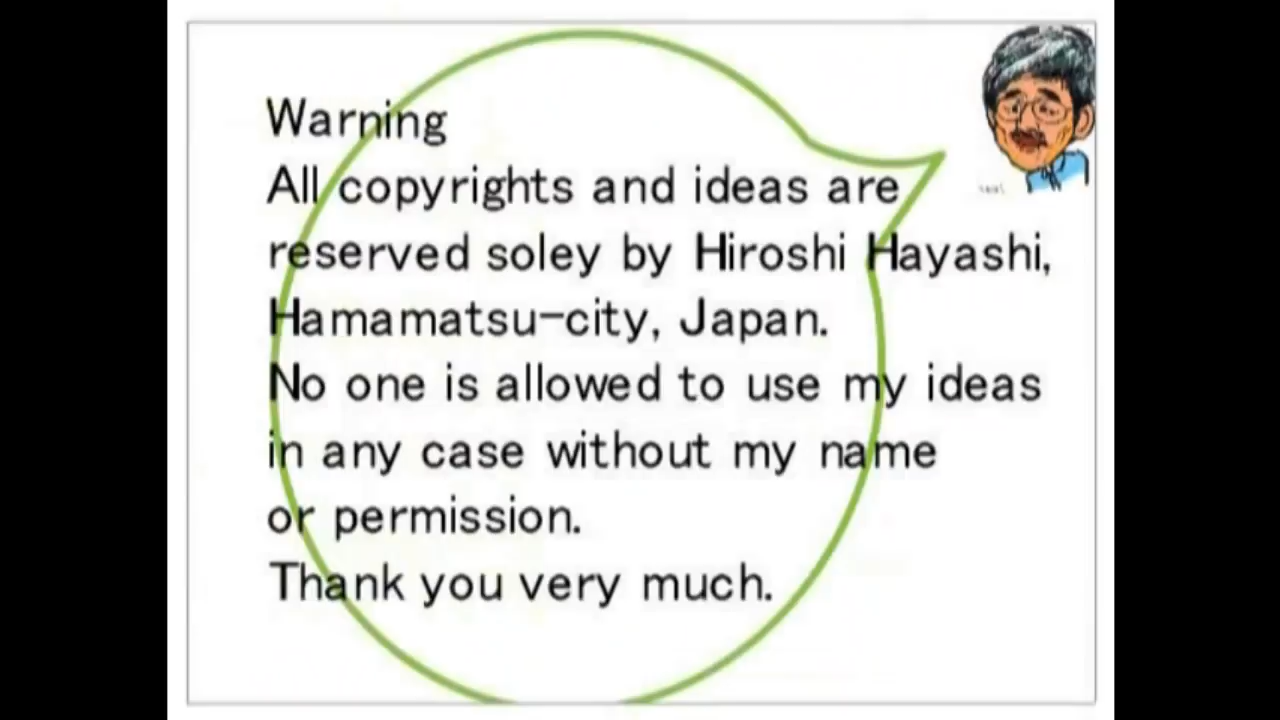 Warning
All copyrights and ideas are
reserved soley by Hiroshi Hayashi,
Hamamatsu-city, Japan.
No one is allowed to use my ideas
in any case without my name
or permission.
Thank you very much.